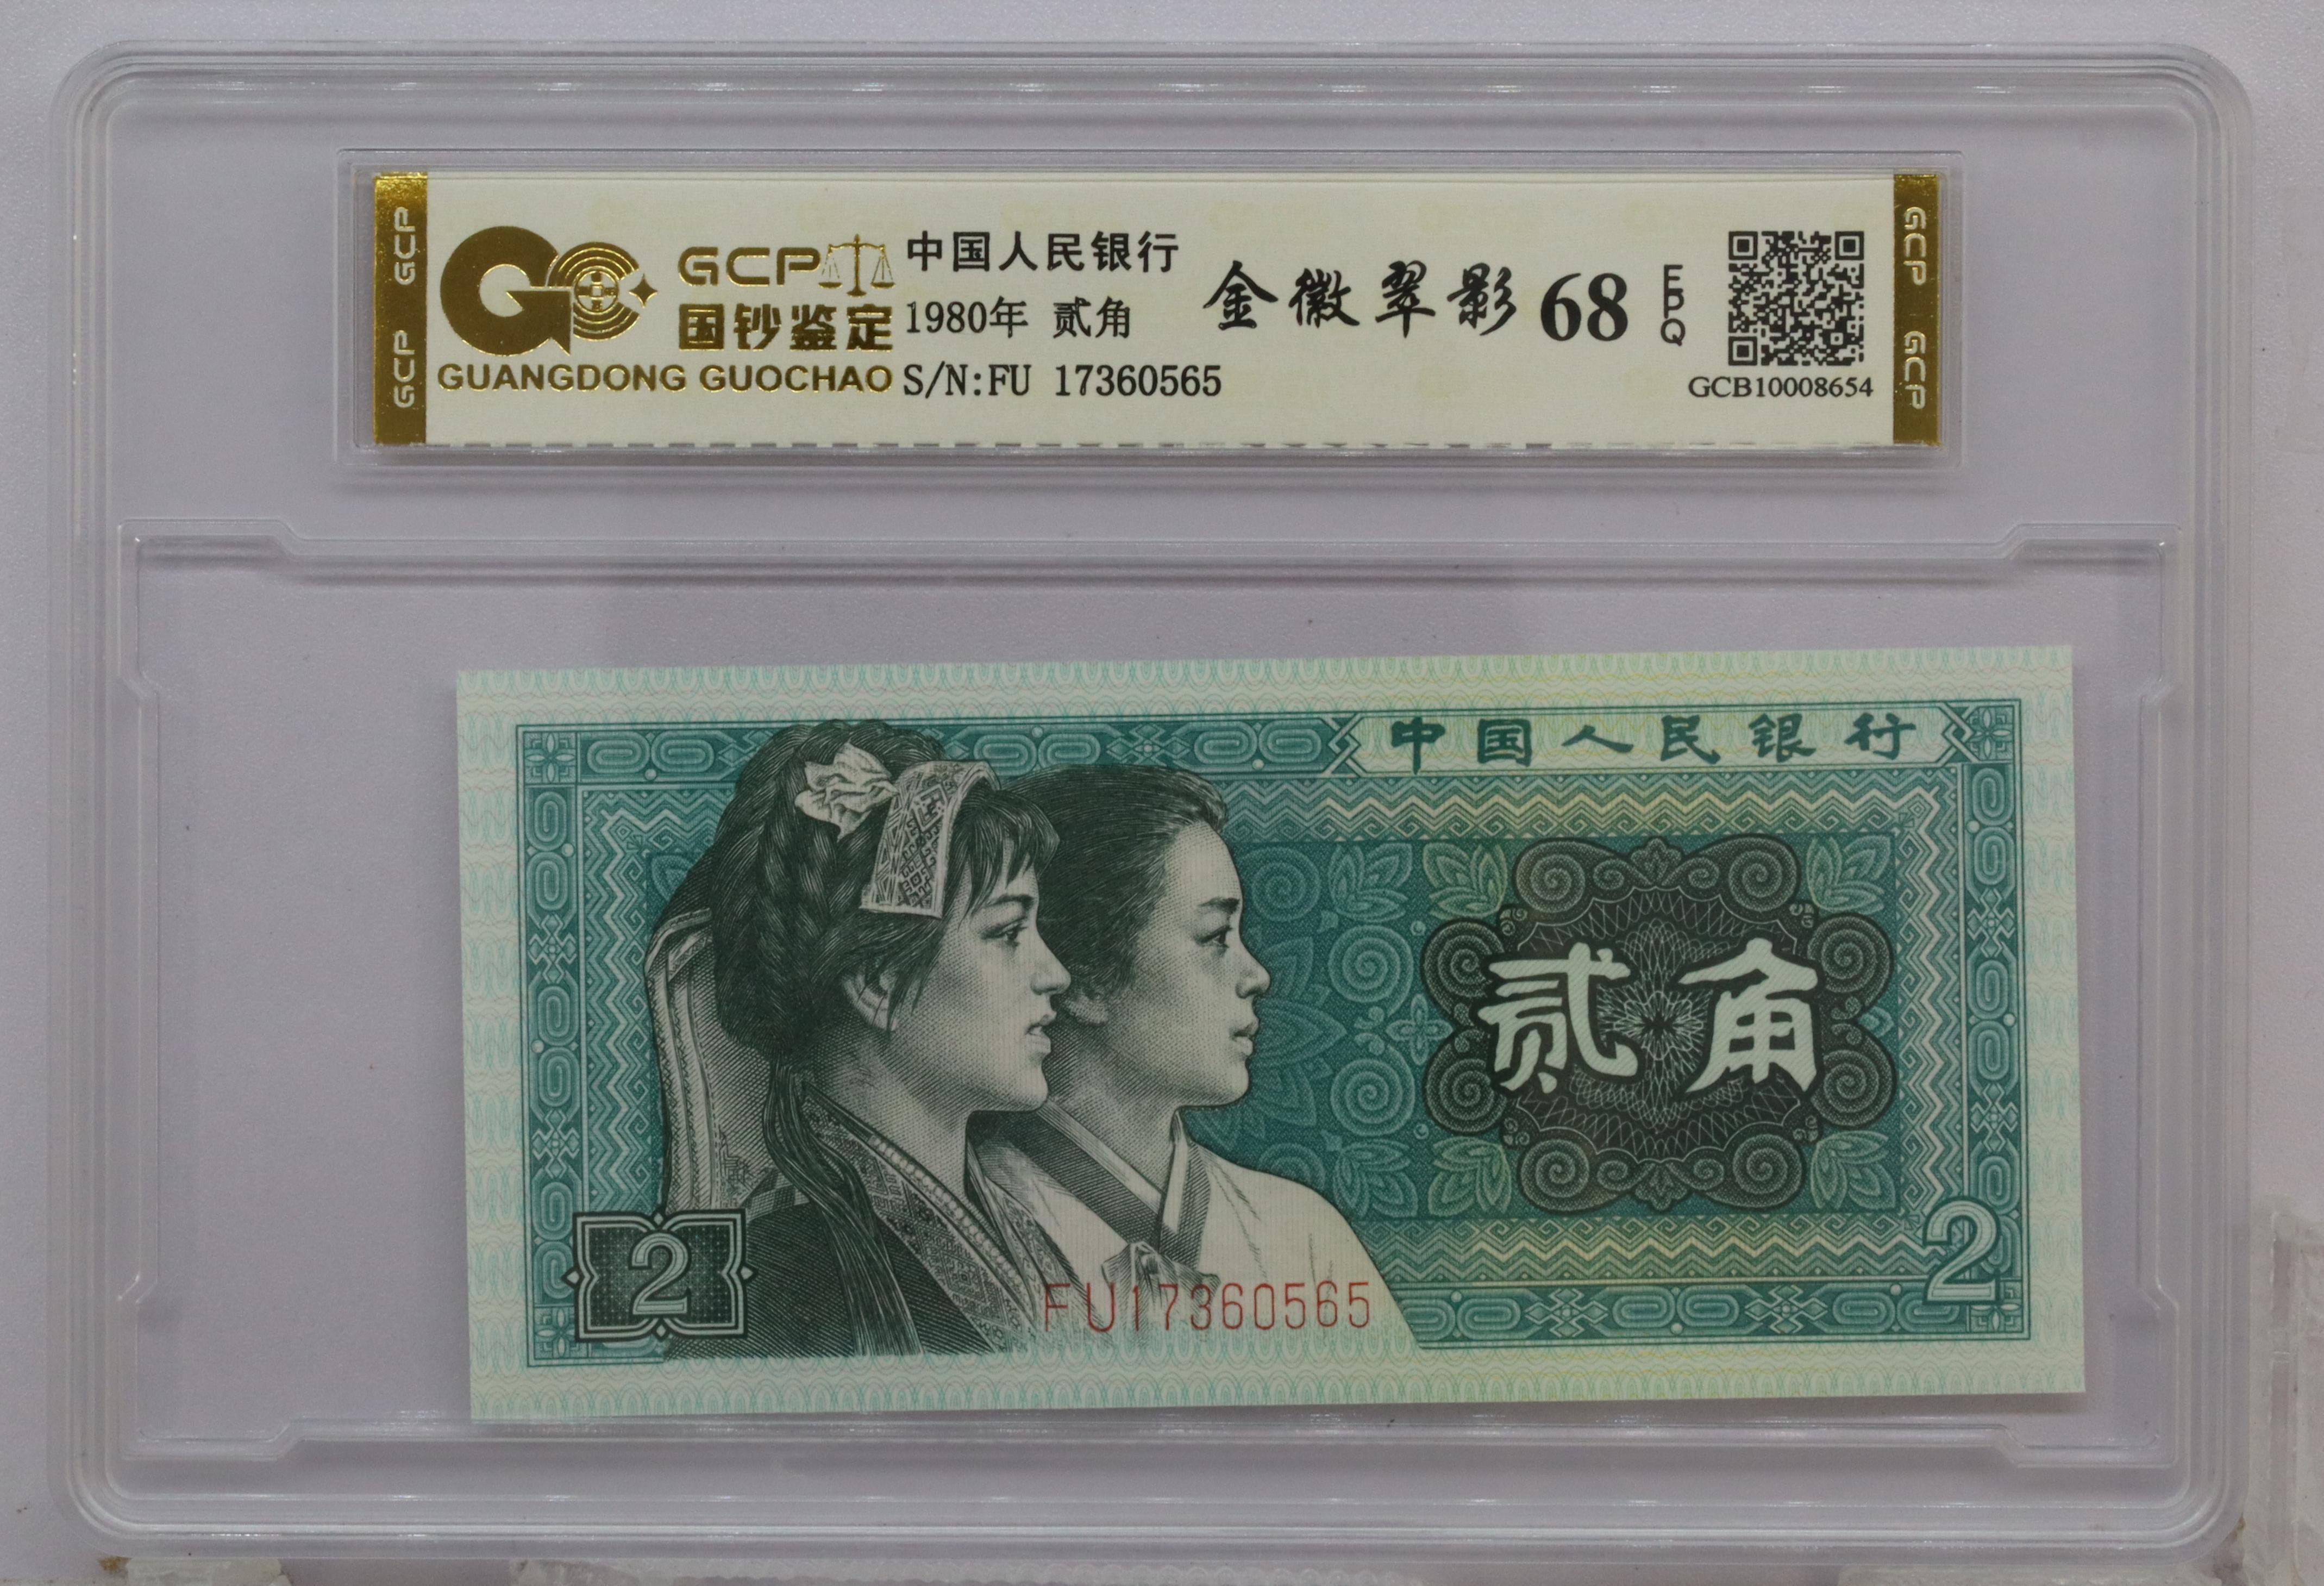 GCP GCP
GCP
国钞鉴定
GUANGDONG GUOCHAO
中国人民银行
1980年 贰角
S/N:FU 17360565
金徽翠影 68 EPQ
GCB10008654
GCP GCP
中国人民银行
贰角
2
2
FU17360565